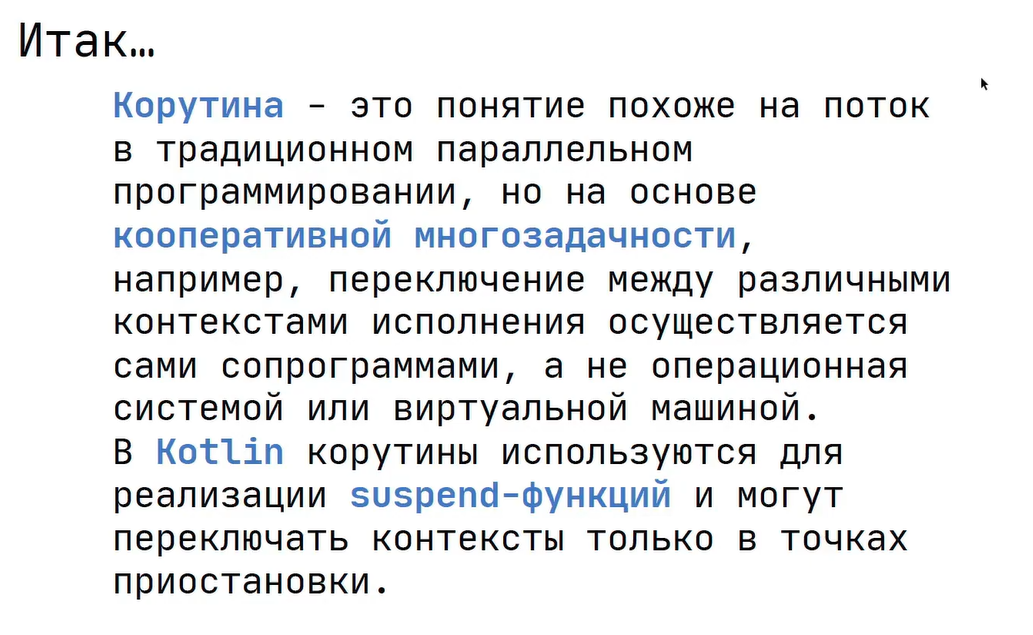 Итак…
Корутина – это понятие похоже на поток
в традиционном параллельном
программировании, но на основе
кооперативной многозадачности,
например, переключение между различными
контекстами исполнения осуществляется
сами сопрограммами, а не операционная
системой или виртуальной машиной.
В Kotlin корутины используются для
реализации suspend-функций и могут
переключать контексты только в точках
приостановки.